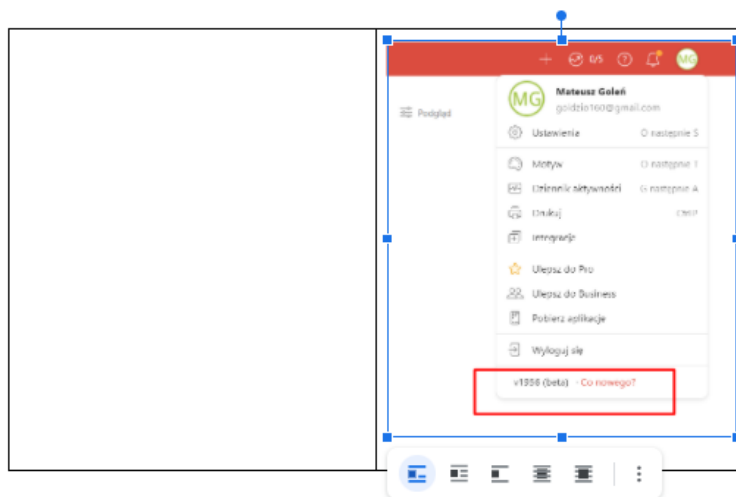 0/5
MG
MG
Mateusz Goleń
goldzio160@gmail.com
Podgląd
Ustawienia O następnie S
Motyw O następnie T
Dziennik aktywności G następnie A
Drukuj Ctrl P
Integracje
Ulepsz do Pro
Ulepsz do Business
Pobierz aplikacje
Wyloguj się
v1956 (beta) · Co nowego?